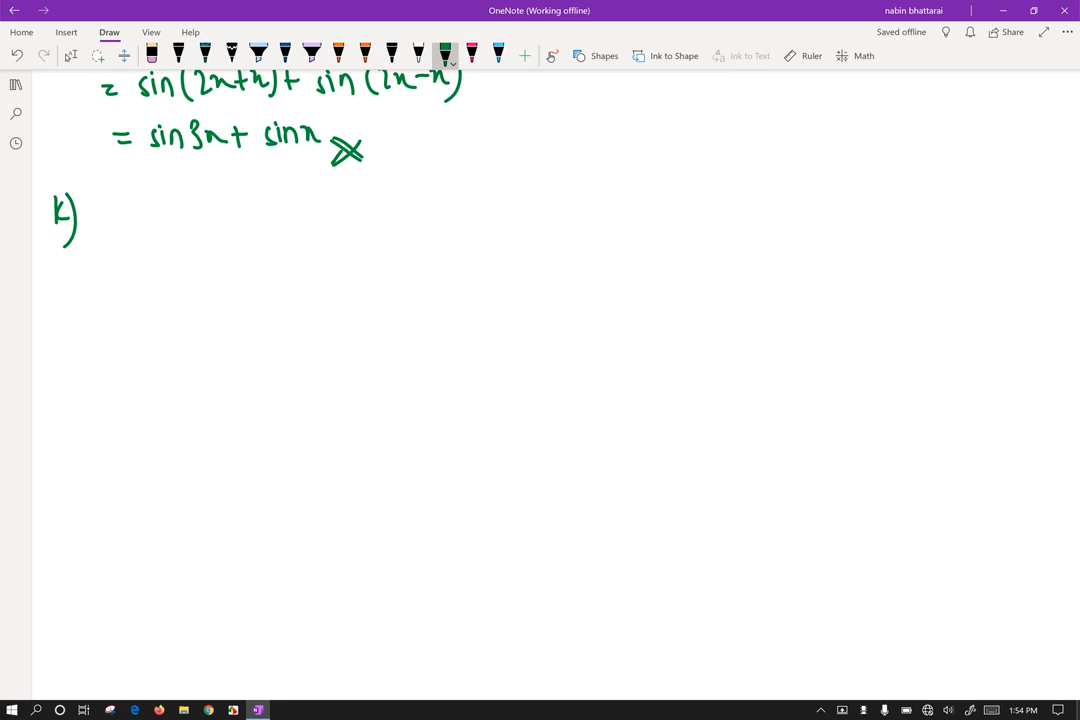 OneNote (Working offline)
nabin bhattarai
Home Insert Draw View Help
Saved offline
Share
Shapes
Ink to Shape
Ink to Text
Ruler
Math
= sin(2x+x)+ sin(2x-x)
= sin3x+ sinx
K)
1:54 PM